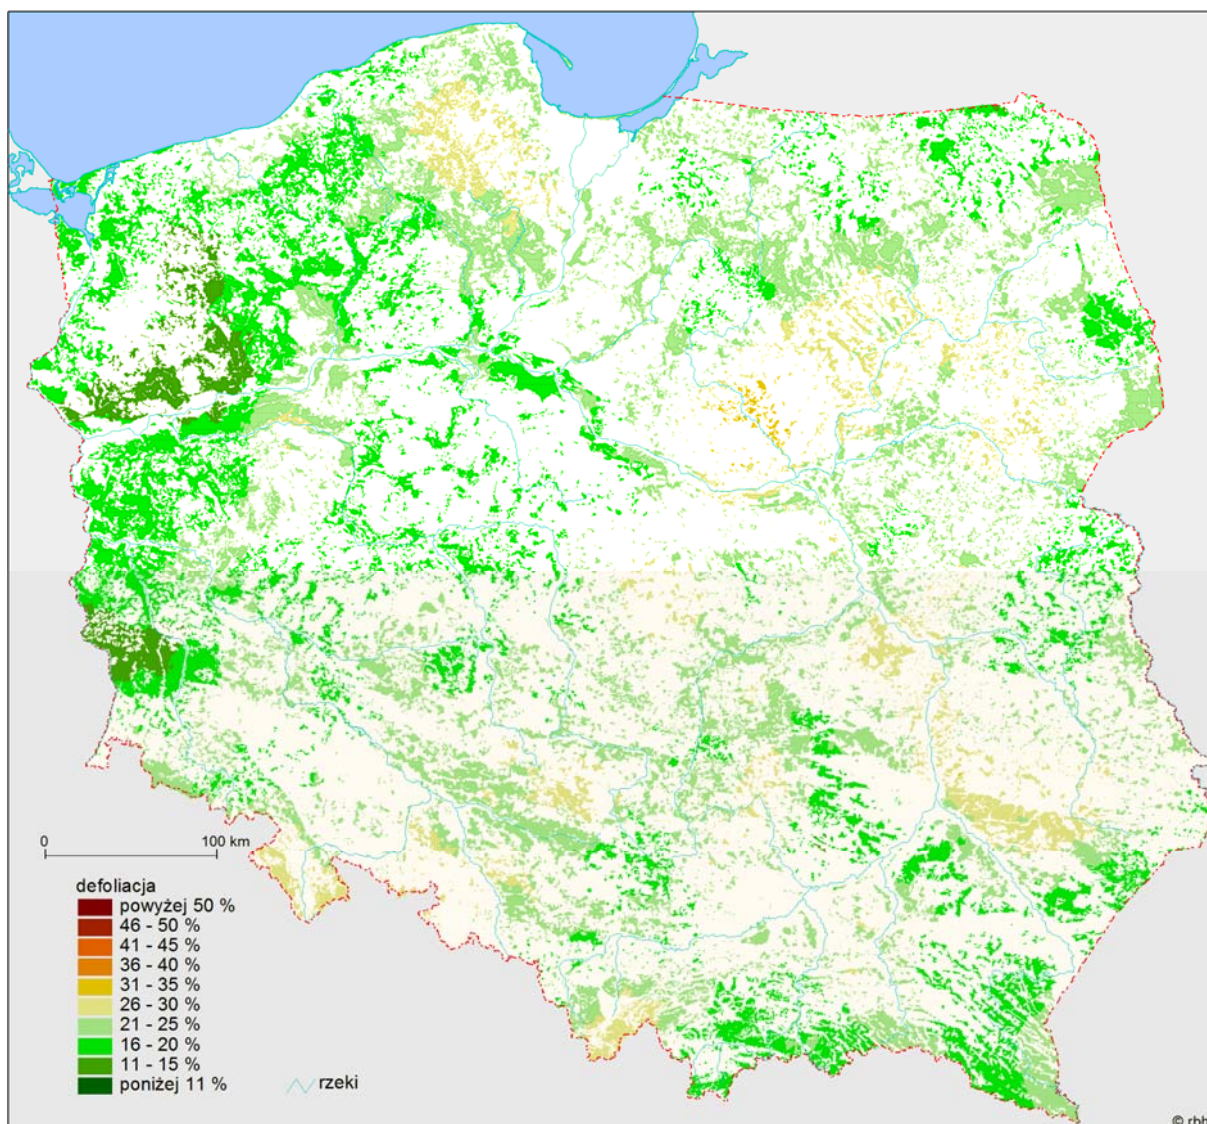 0 100 km
defoliacja
powyżej 50 %
46 - 50 %
41 - 45 %
36 - 40 %
31 - 35 %
26 - 30 %
21 - 25 %
16 - 20 %
11 - 15 %
poniżej 11 %
rzeki
©